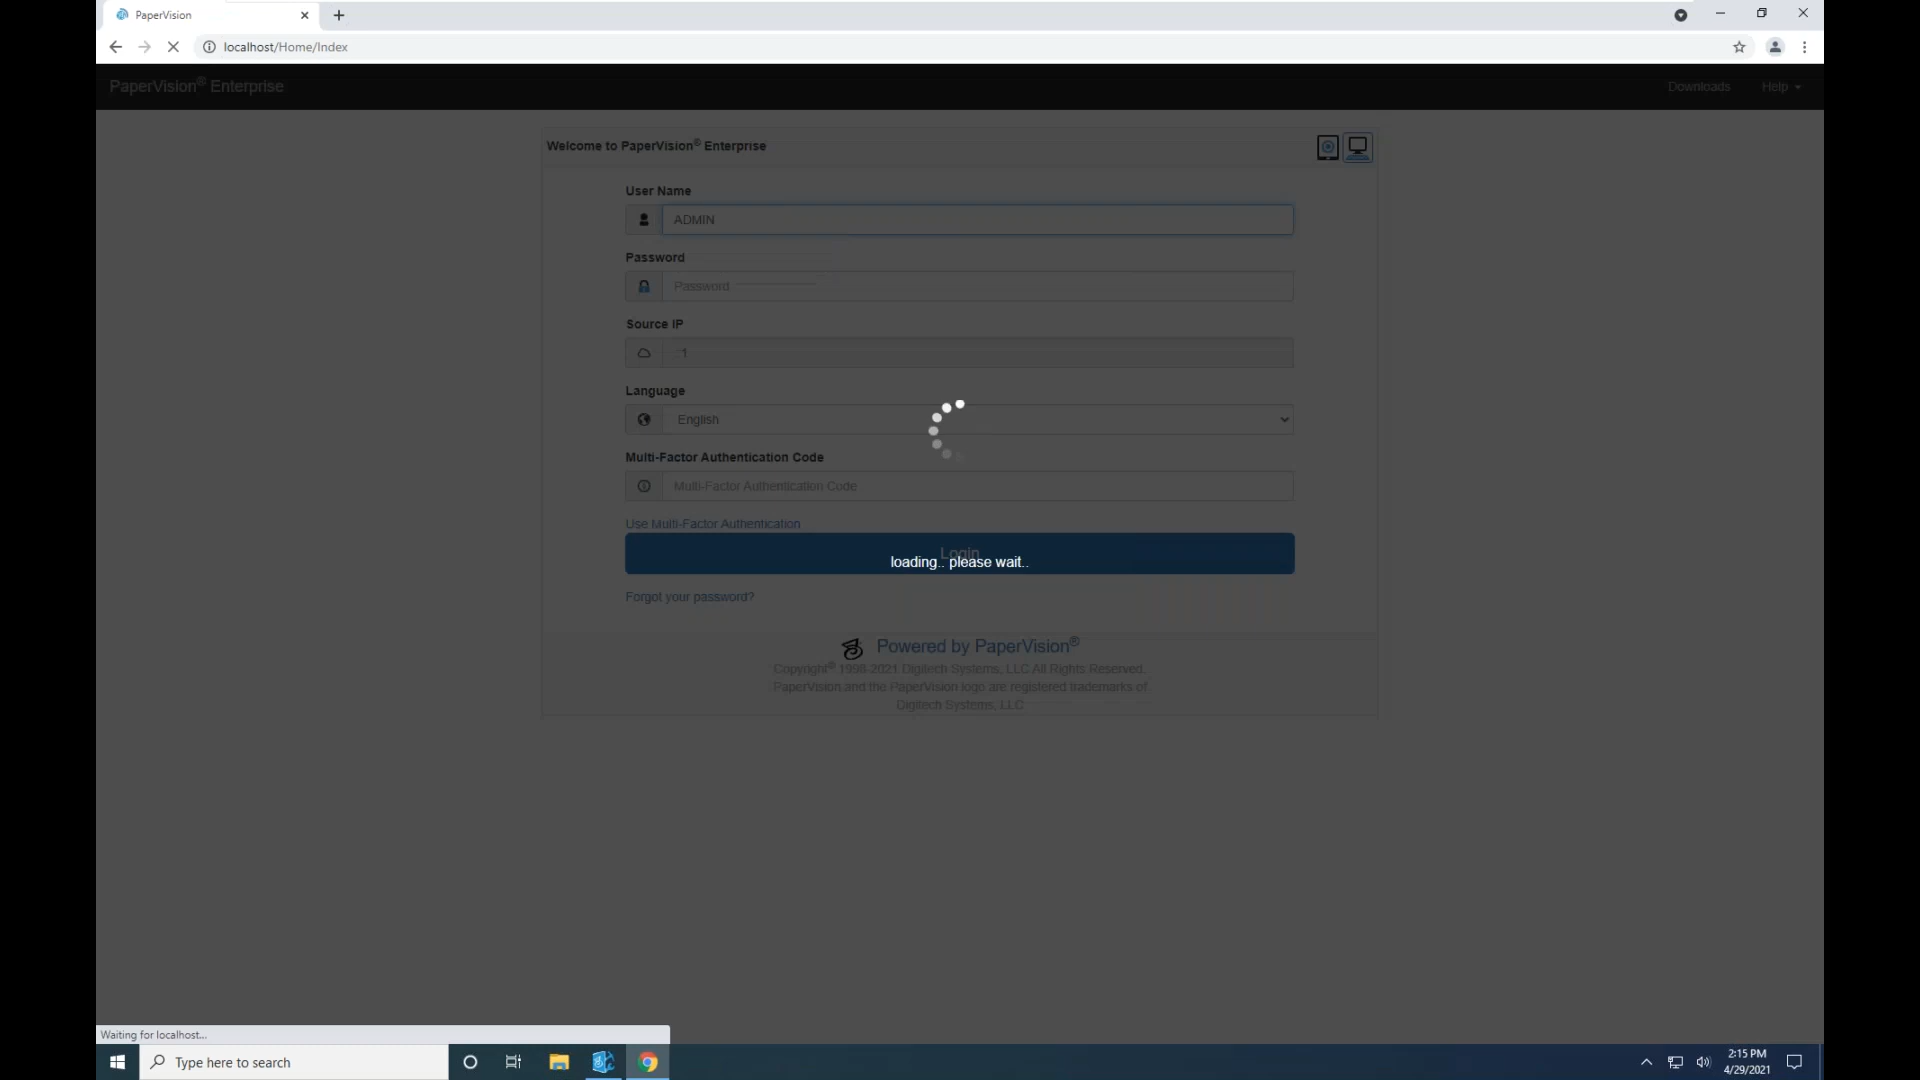 PaperVision
localhost/Home/Index
PaperVision® Enterprise
Downloads
Help
Welcome to PaperVision® Enterprise
User Name
ADMIN
Password
Password
Source IP
::1
Language
English
Multi-Factor Authentication Code
Multi-Factor Authentication Code
Use Multi-Factor Authentication
Login
loading.. please wait..
Forgot your password?
Powered by PaperVision®
Copyright® 1998-2021 Digitech Systems, LLC All Rights Reserved.
PaperVision and the PaperVision logo are registered trademarks of
Digitech Systems, LLC
Waiting for localhost...
Type here to search
2:15 PM
4/29/2021